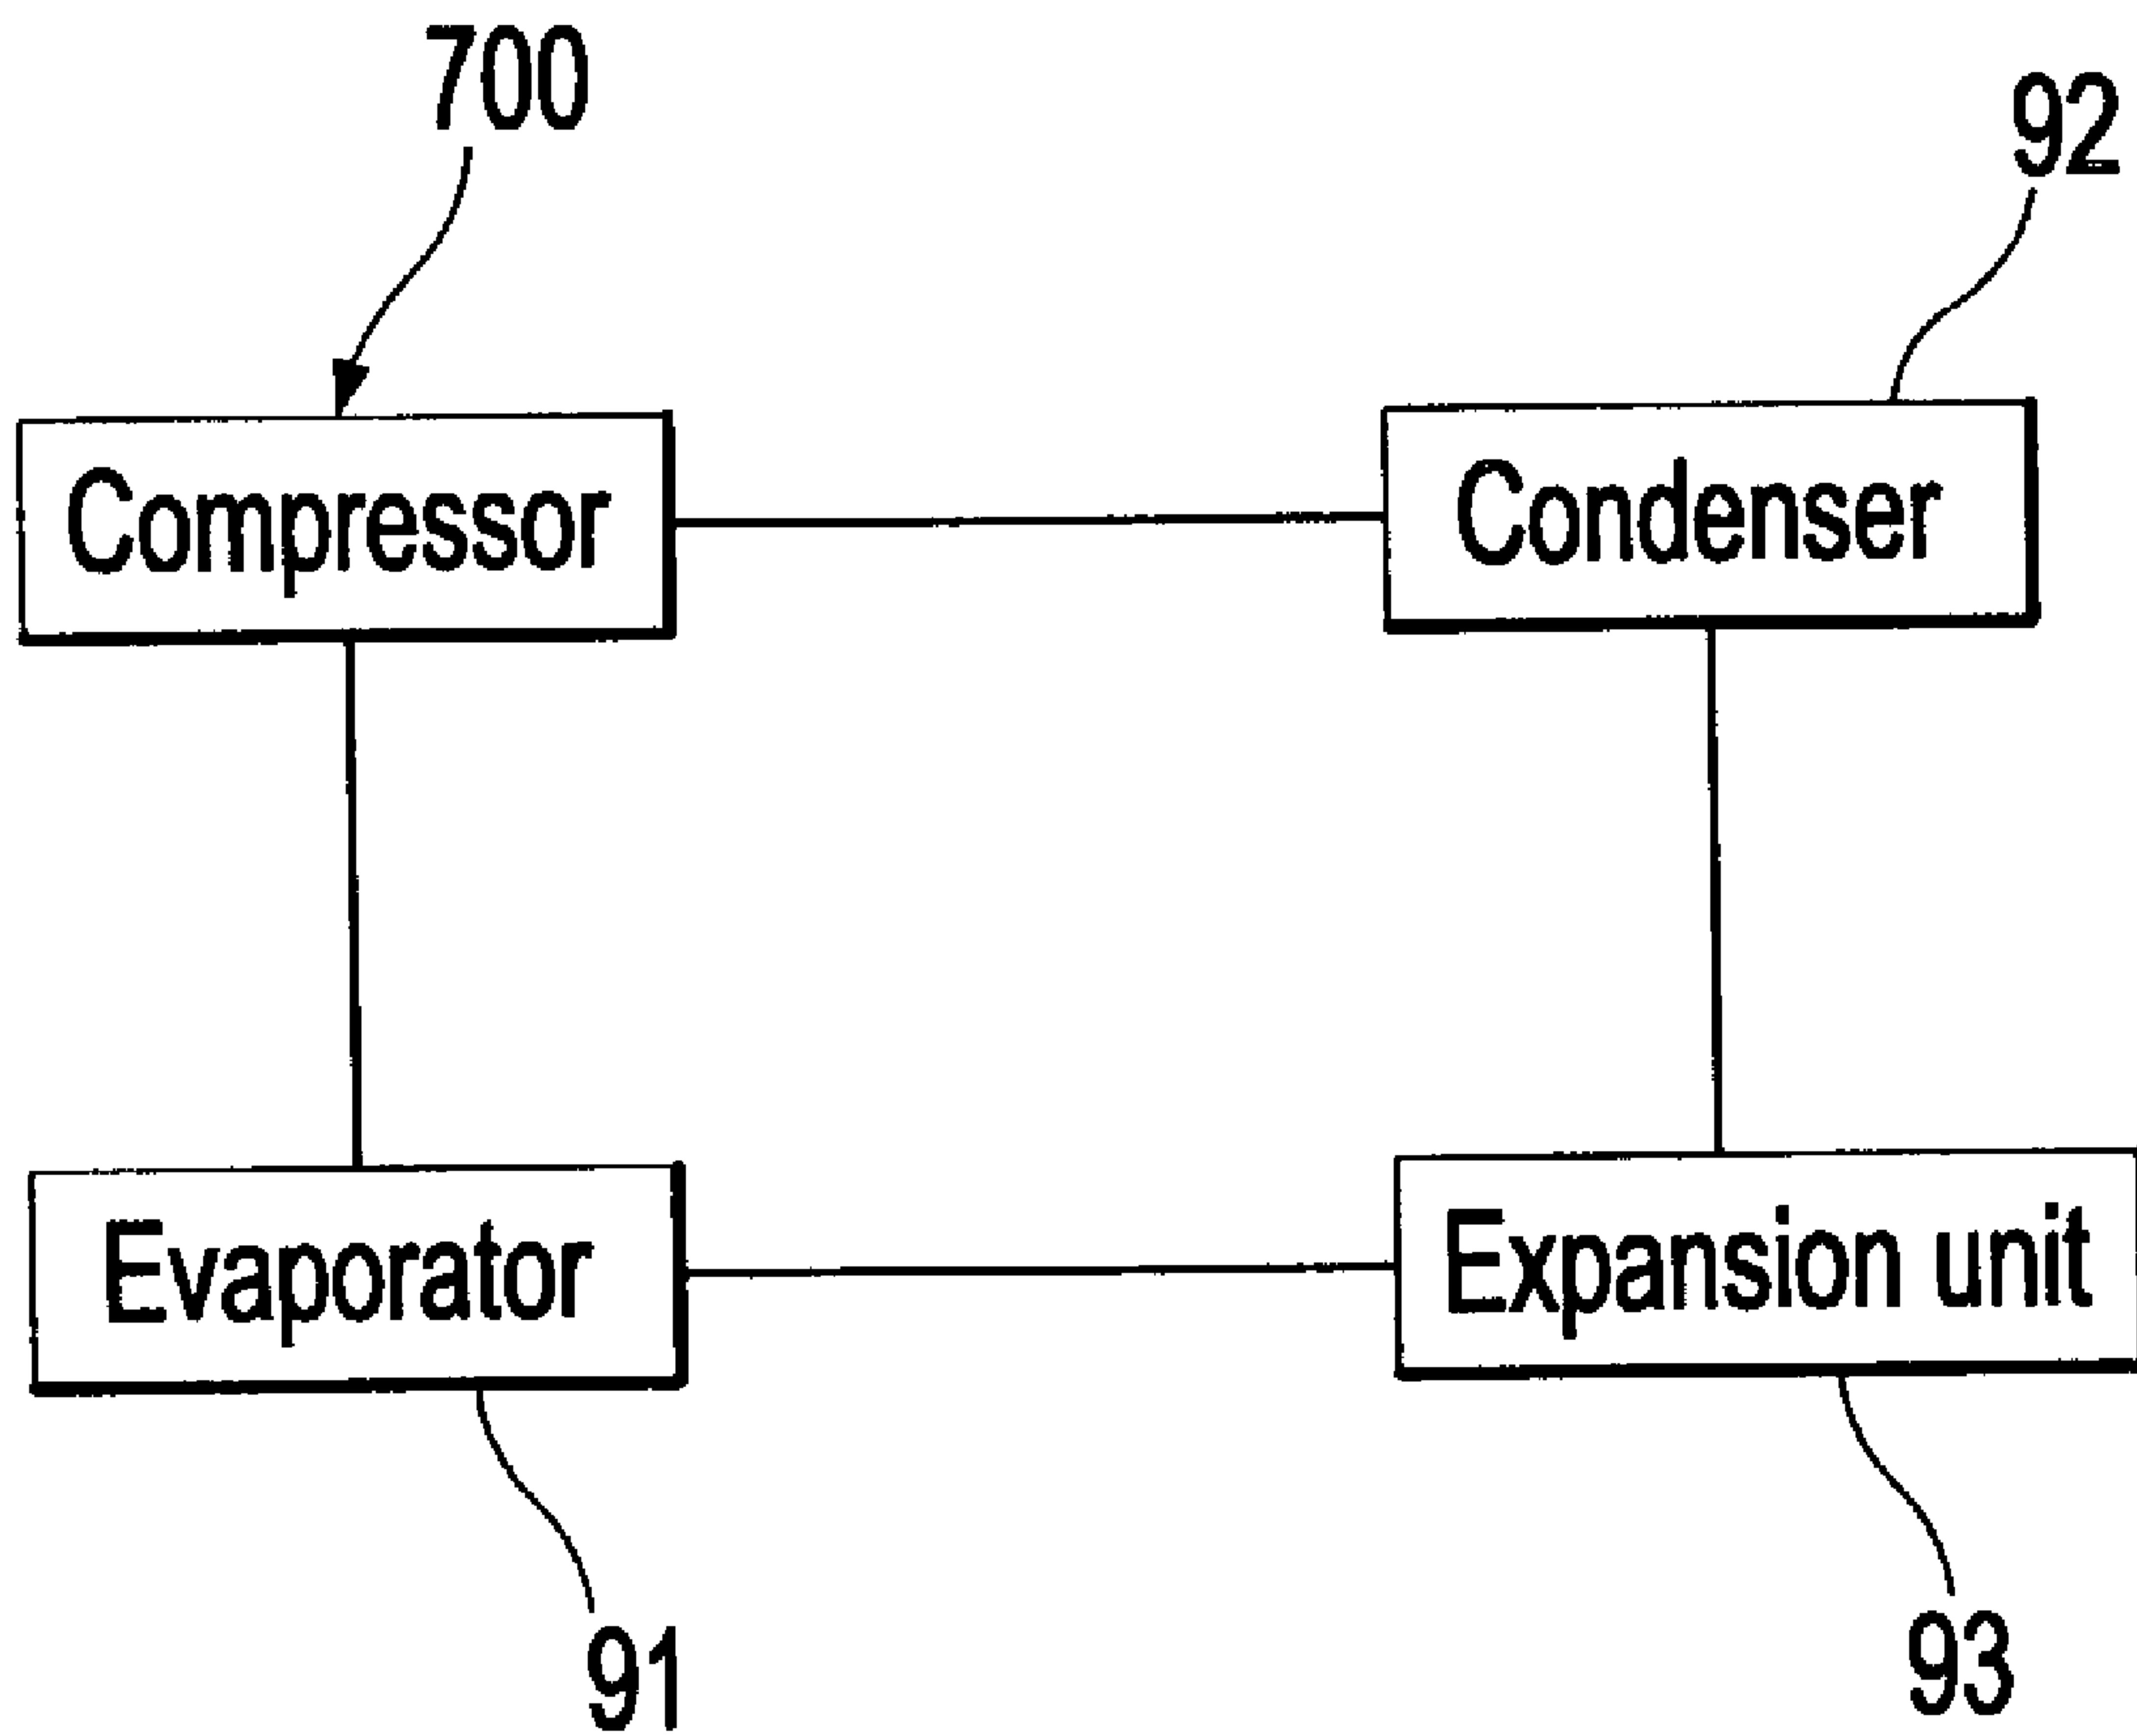 700
92
Compressor
Condenser
Evaporator
Expansion unit
91
93